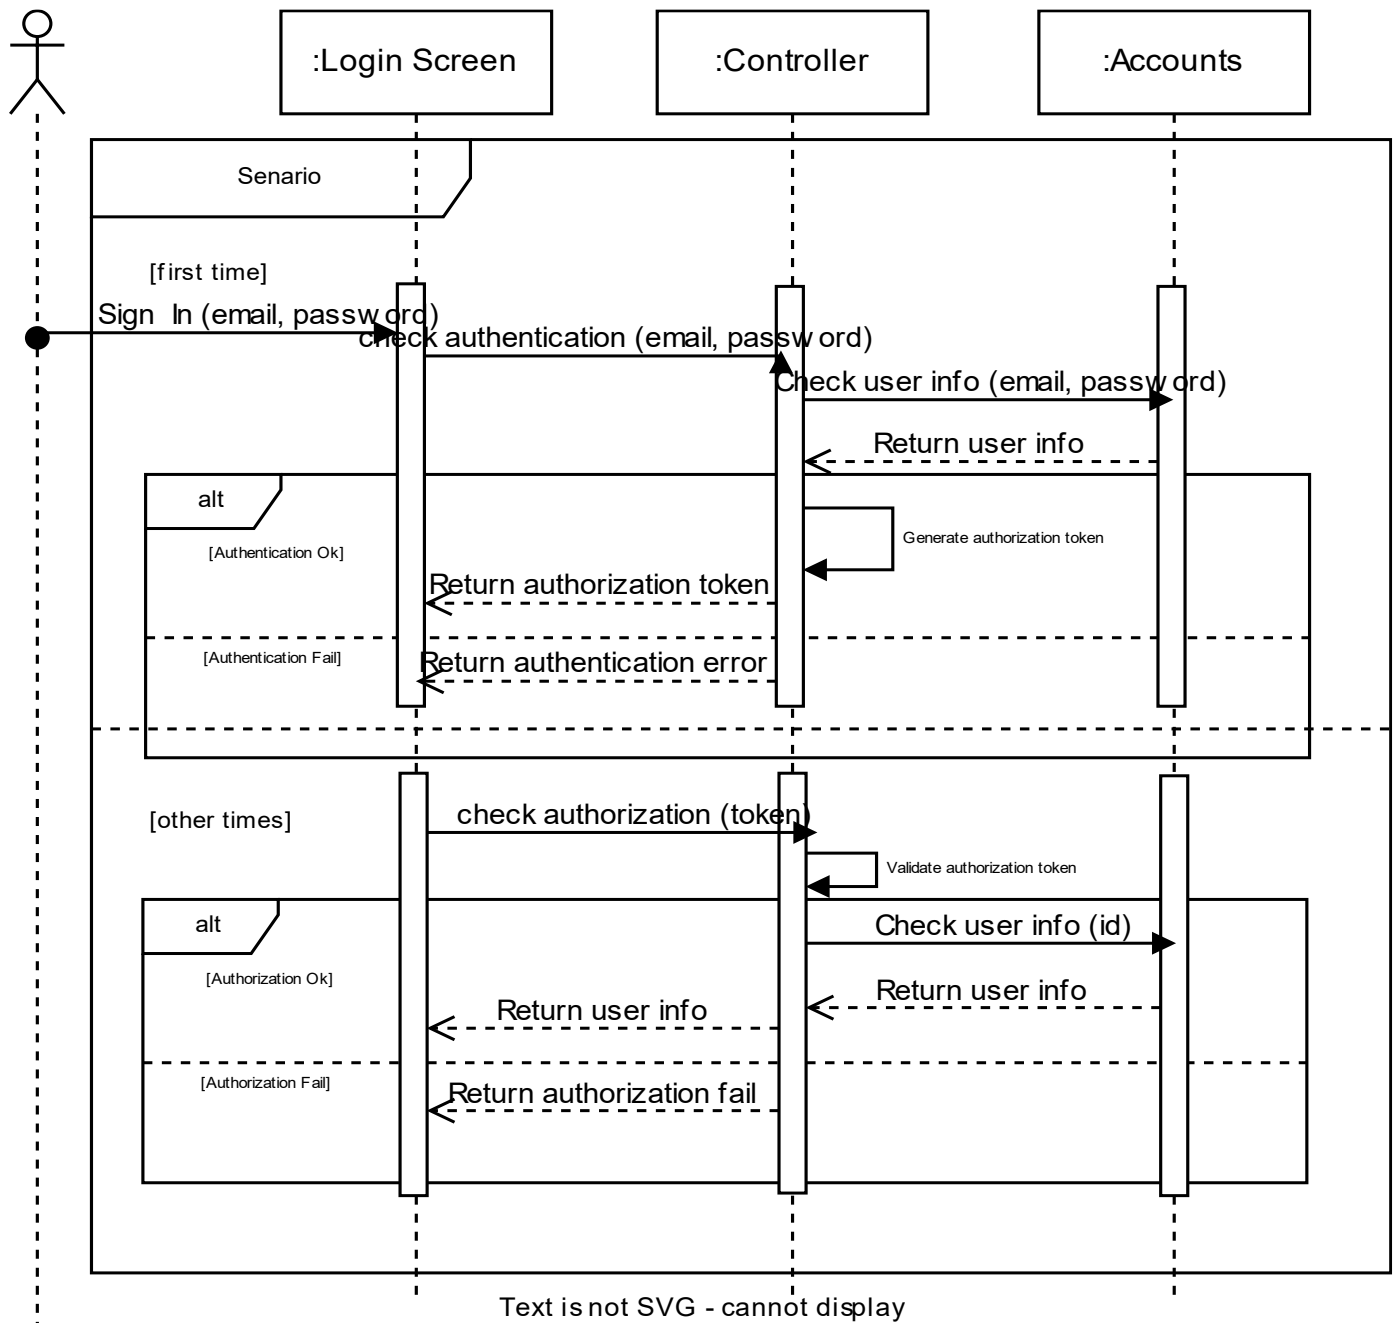 :Login Screen
:Controller
:Accounts
Senario
[first time]
Sign In (email, password)
check authentication (email, password)
Check user info (email, password)
Return user info
alt
Generate authorization token
[Authentication Ok]
Return authorization token
[Authentication Fail]
Return authentication error
[other times]
check authorization (token)
Validate authorization token
alt
Check user info (id)
[Authorization Ok]
Return user info
Return user info
[Authorization Fail]
Return authorization fail
Text is not SVG - cannot display